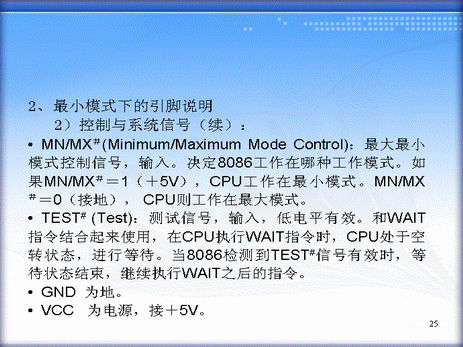 2、最小模式下的引脚说明
2）控制与系统信号（续）：
• MN/MX#(Minimum/Maximum Mode Control)：最大最小
模式控制信号，输入。决定8086工作在哪种工作模式。如
果MN/MX#＝1（＋5V），CPU工作在最小模式。MN/MX
#＝0（接地）， CPU则工作在最大模式。
• TEST# (Test)：测试信号，输入，低电平有效。和WAIT
指令结合起来使用，在CPU执行WAIT指令时，CPU处于空
转状态，进行等待。当8086检测到TEST#信号有效时，等
待状态结束，继续执行WAIT之后的指令。
• GND 为地。
• VCC 为电源，接＋5V。
25